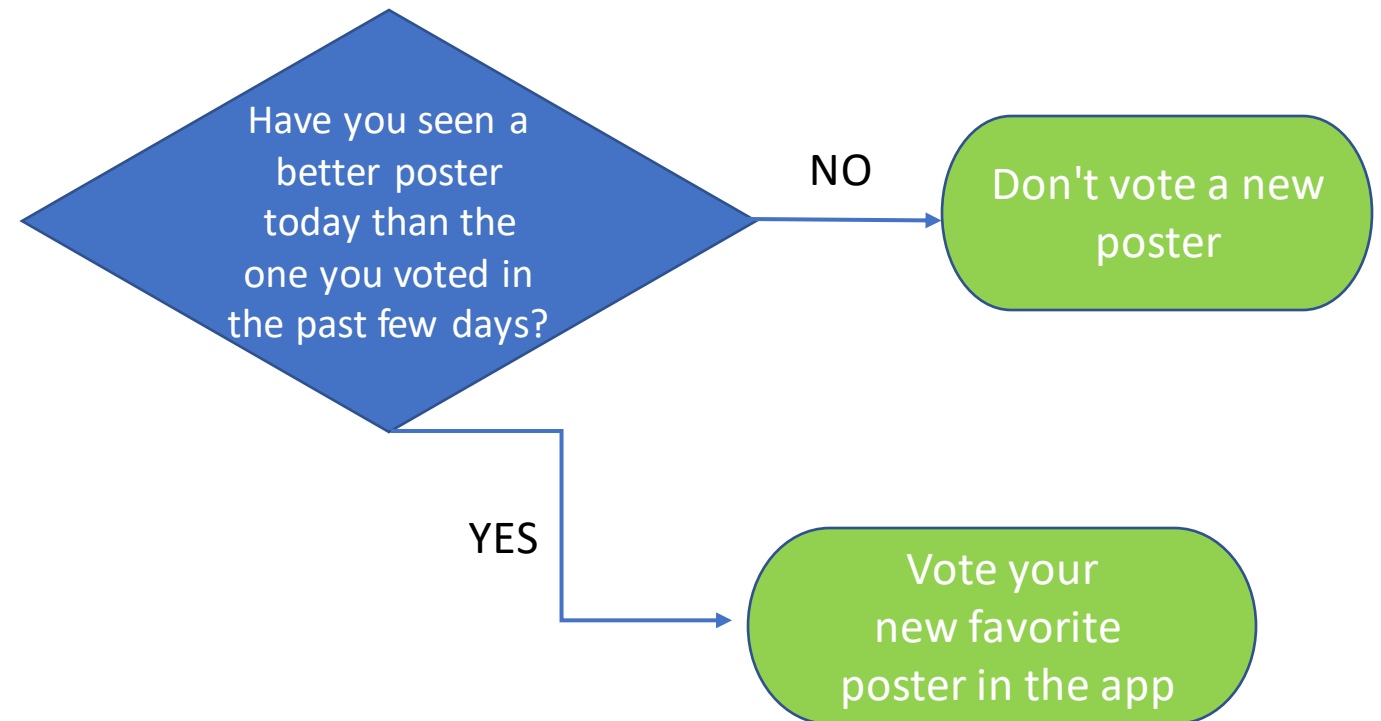 Have you seen a
better poster
today than the
one you voted in
the past few days?
NO
Don't vote a new
poster
YES
Vote your
new favorite
poster in the app